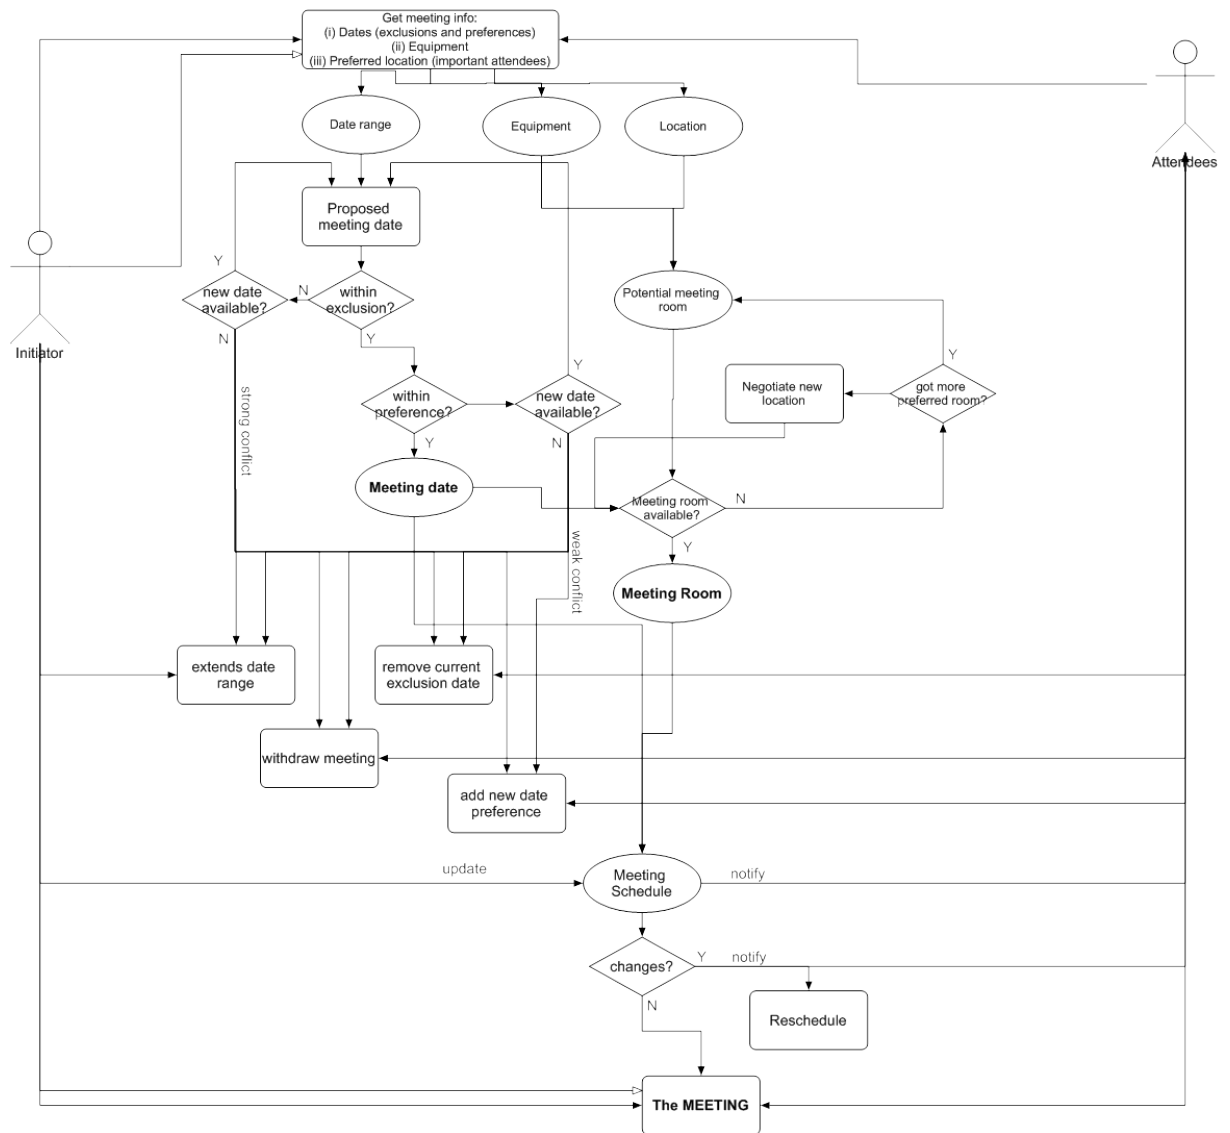 Get meeting info:
(i) Dates (exclusions and preferences)
(ii) Equipment
(iii) Preferred location (important attendees)
Date range
Equipment
Location
Attendees
Proposed
meeting date
Y
N
new date
available?
within
exclusion?
Potential meeting
room
N
Y
Initiator
Y
Y
strong conflict
within
preference?
new date
available?
Negotiate new
location
got more
preferred room?
Y
N
Meeting date
Meeting room
available?
N
weak conflict
Y
Meeting Room
extends date
range
remove current
exclusion date
withdraw meeting
add new date
preference
update
Meeting
Schedule
notify
changes?
Y
notify
N
Reschedule
The MEETING